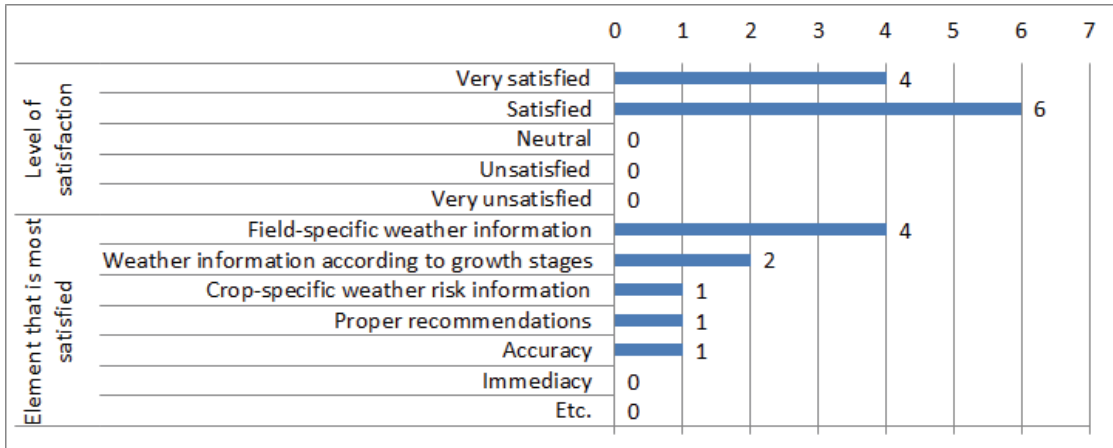 0 1 2 3 4 5 6 7
Level of
satisfaction
Very satisfied 4
Satisfied 6
Neutral 0
Unsatisfied 0
Very unsatisfied 0
Element that is most
satisfied
Field-specific weather information 4
Weather information according to growth stages 2
Crop-specific weather risk information 1
Proper recommendations 1
Accuracy 1
Immediacy 0
Etc. 0